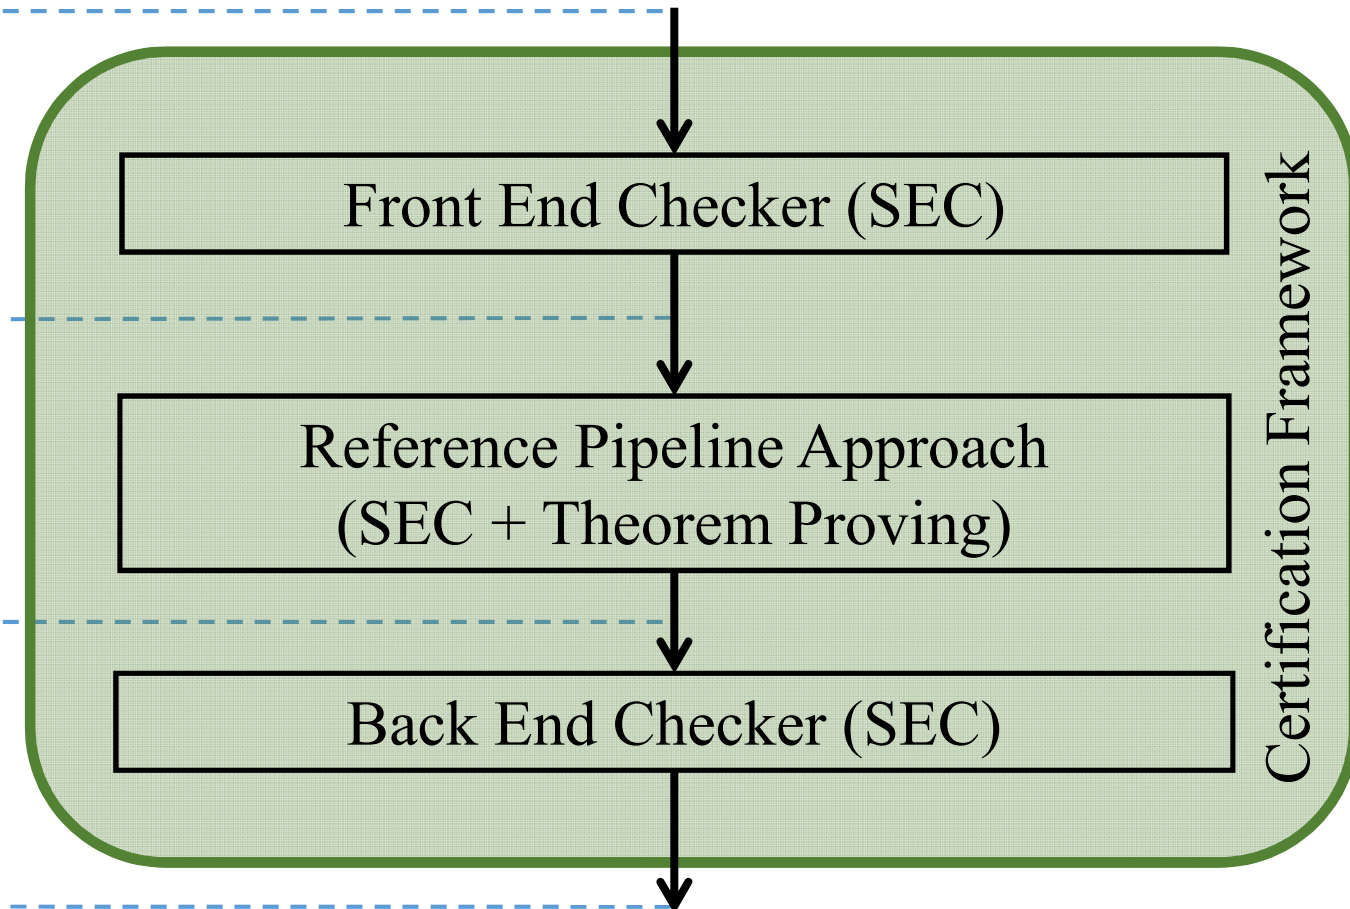 Front End Checker (SEC)
Reference Pipeline Approach
(SEC + Theorem Proving)
Back End Checker (SEC)
Certification Framework